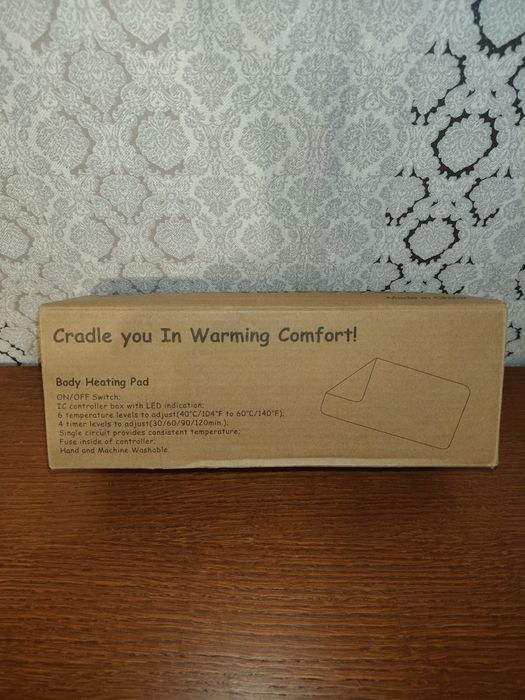 Cradle you In Warming Comfort!
Body Heating Pad
ON/OFF Switch;
IC controller box with LED indication;
6 temperature levels to adjust(40°C/104°F to 60°C/140°F);
4 timer levels to adjust(30/60/90/120min.);
Single circuit provides consistent temperature;
Fuse inside of controller;
Hand and Machine Washable.